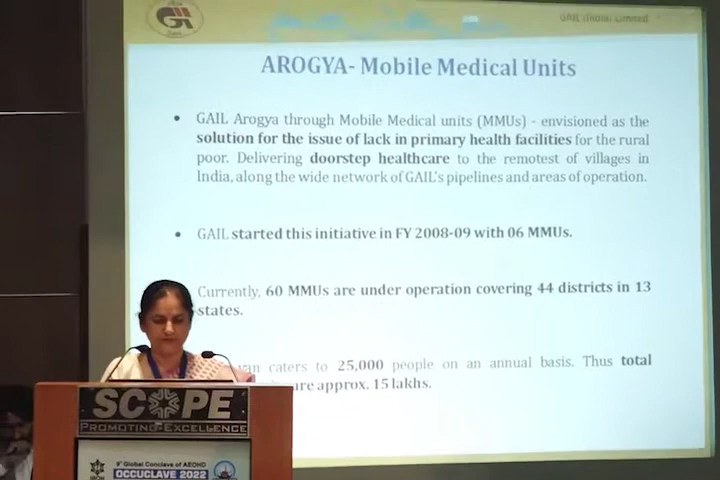 GAIL (India) Limited
AROGYA- Mobile Medical Units
• GAIL Arogya through Mobile Medical units (MMUs) - envisioned as the
solution for the issue of lack in primary health facilities for the rural
poor. Delivering doorstep healthcare to the remotest of villages in
India, along the wide network of GAIL's pipelines and areas of operation.
• GAIL started this initiative in FY 2008-09 with 06 MMUs.
Currently, 60 MMUs are under operation covering 44 districts in 13
states.
van caters to 25,000 people on an annual basis. Thus total
are approx. 15 lakhs.
SCOPE
PROMOTING EXCELLENCE
Global Conclave of AEOHD
OCCUCLAVE 2022